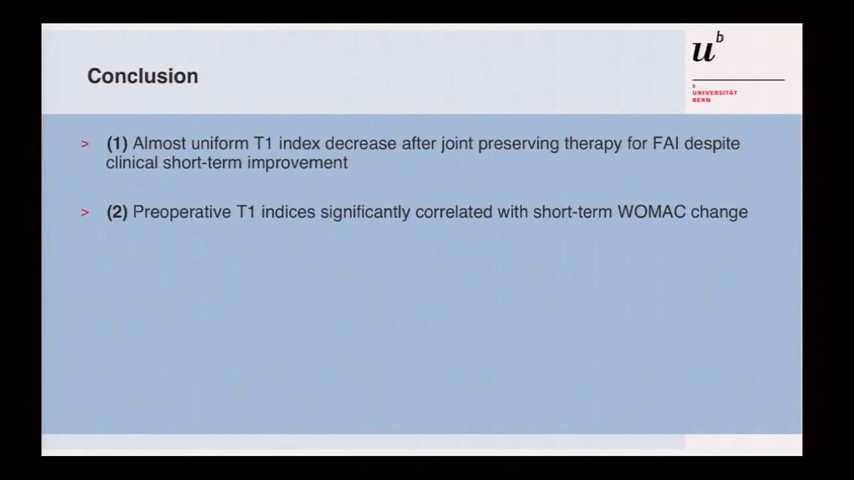 Conclusion
u^b
b
UNIVERSITÄT
BERN
> (1) Almost uniform T1 index decrease after joint preserving therapy for FAI despite
clinical short-term improvement
> (2) Preoperative T1 indices significantly correlated with short-term WOMAC change